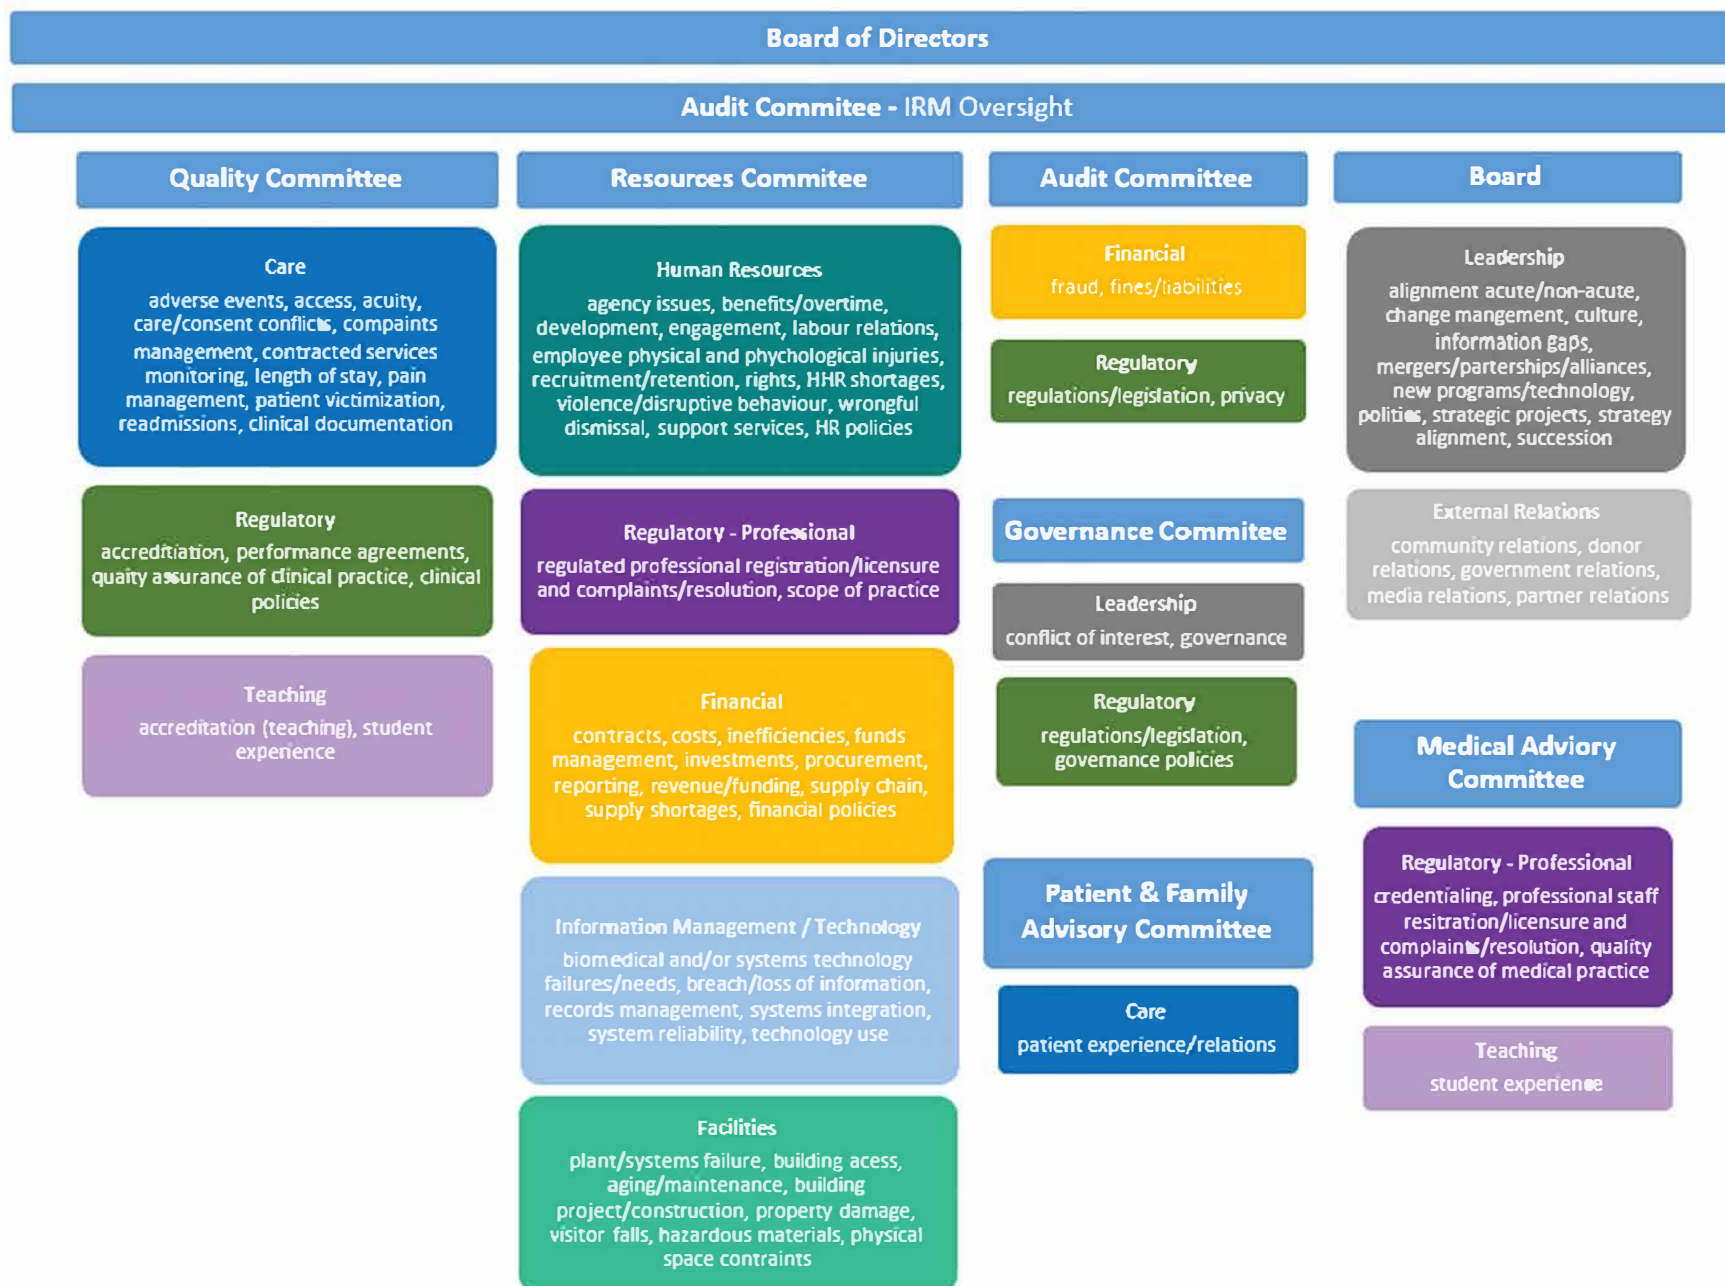 Board of Directors
Audit Commitee - IRM Oversight
Quality Committee
Care
adverse events, access, acuity,
care/consent conflicts, compaints
management, contracted services
monitoring, length of stay, pain
management, patient victimization,
readmissions, clinical documentation
Regulatory
accreditiation, performance agreements,
quaity assurance of clinical practice, clinical
policies
Teaching
accreditation (teaching), student
experience
Resources Commitee
Human Resources
agency issues, benefits/overtime,
development, engagement, labour relations,
employee physical and phychological injuries,
recruitment/retention, rights, HHR shortages,
violence/disruptive behaviour, wrongful
dismissal, support services, HR policies
Regulatory - Professional
regulated professional registration/licensure
and complaints/resolution, scope of practice
Financial
contracts, costs, inefficiencies, funds
management, investments, procurement,
reporting, revenue/funding, supply chain,
supply shortages, financial policies
Information Management / Technology
biomedical and/or systems technology
failures/needs, breach/loss of information,
records management, systems integration,
system reliability, technology use
Facilities
plant/systems failure, building acess,
aging/maintenance, building
project/construction, property damage,
visitor falls, hazardous materials, physical
space contraints
Audit Committee
Financial
fraud, fines/liabilities
Regulatory
regulations/legislation, privacy
Governance Commitee
Leadership
conflict of interest, governance
Regulatory
regulations/legislation,
governance policies
Patient & Family
Advisory Committee
Care
patient experience/relations
Board
Leadership
alignment acute/non-acute,
change mangement, culture,
information gaps,
mergers/parterships/alliances,
new programs/technology,
politics, strategic projects, strategy
alignment, succession
External Relations
community relations, donor
relations, government relations,
media relations, partner relations
Medical Adviory
Committee
Regulatory - Professional
credentialing, professional staff
resitration/licensure and
complaints/resolution, quality
assurance of medical practice
Teaching
student experience